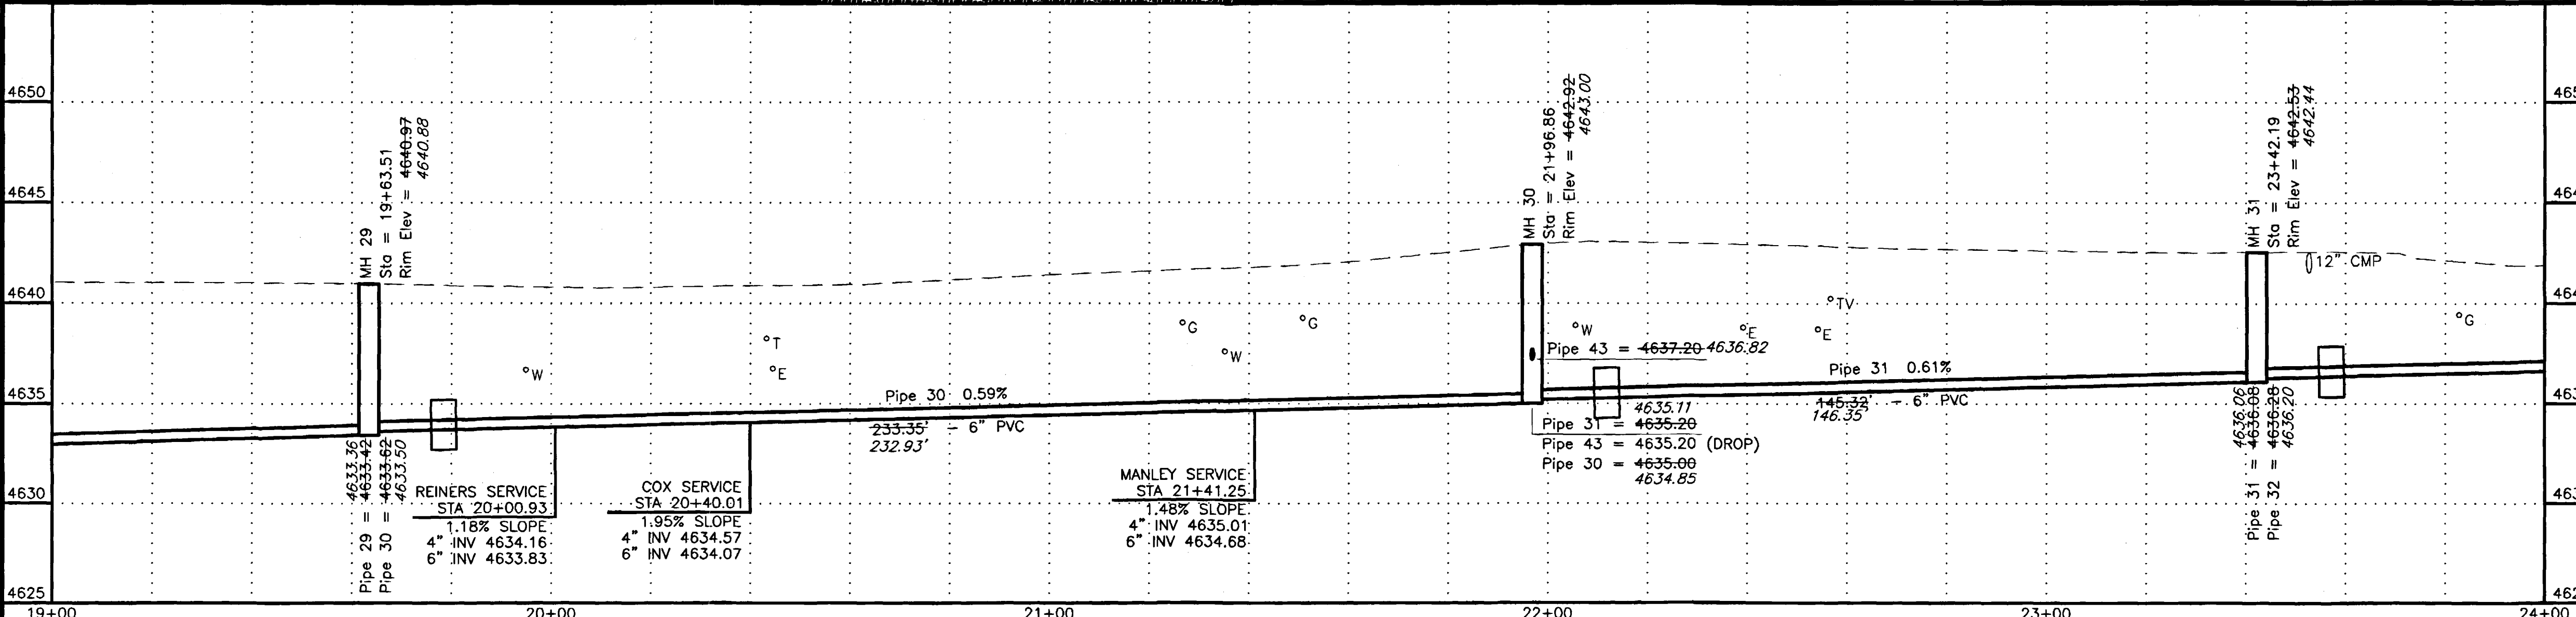 4650
4645
4640
4635
4630
4625
MH 29
Sta = 19+63.51
Rim Elev = 4640.97
4640.88
MH 30
Sta = 21+96.86
Rim Elev = 4642.92
4643.00
MH 31
Sta = 23+42.19
Rim Elev = 4642.53
4642.44
12" CMP
W
T
E
G
W
G
W
TV
E
E
G
Pipe 43 = 4637.20 4636.82
Pipe 30 0.59%
233.35' - 6" PVC
232.93'
Pipe 31 0.61%
145.32' - 6" PVC
146.35'
4635.11
Pipe 31 = 4635.20
Pipe 43 = 4635.20 (DROP)
Pipe 30 = 4635.00
4634.85
4633.36
Pipe 29 = 4633.42
Pipe 30 = 4633.62
4633.50
REINERS SERVICE
STA 20+00.93
1.18% SLOPE
4" INV 4634.16
6" INV 4633.83
COX SERVICE
STA 20+40.01
1.95% SLOPE
4" INV 4634.57
6" INV 4634.07
MANLEY SERVICE
STA 21+41.25
1.48% SLOPE
4" INV 4635.01
6" INV 4634.68
4636.06
Pipe 31 = 4636.08
Pipe 32 = 4636.28
4636.20
465
464
464
463
463
462
19+00
20+00
21+00
22+00
23+00
24+00